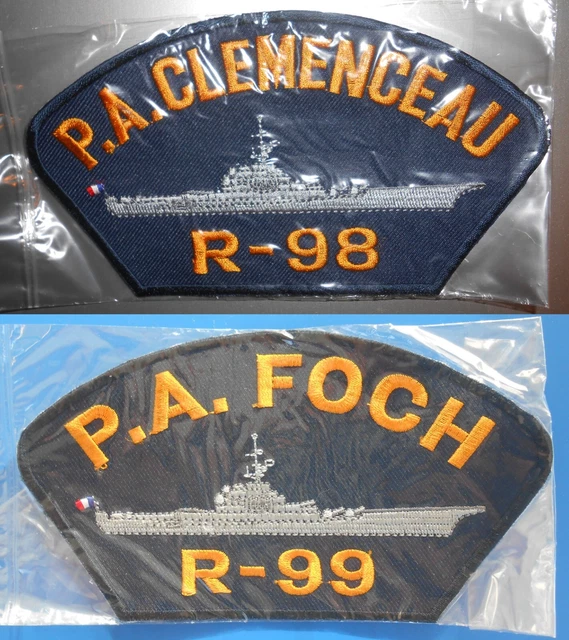 P.A. CLEMENCEAU
R-98
P.A. FOCH
R-99